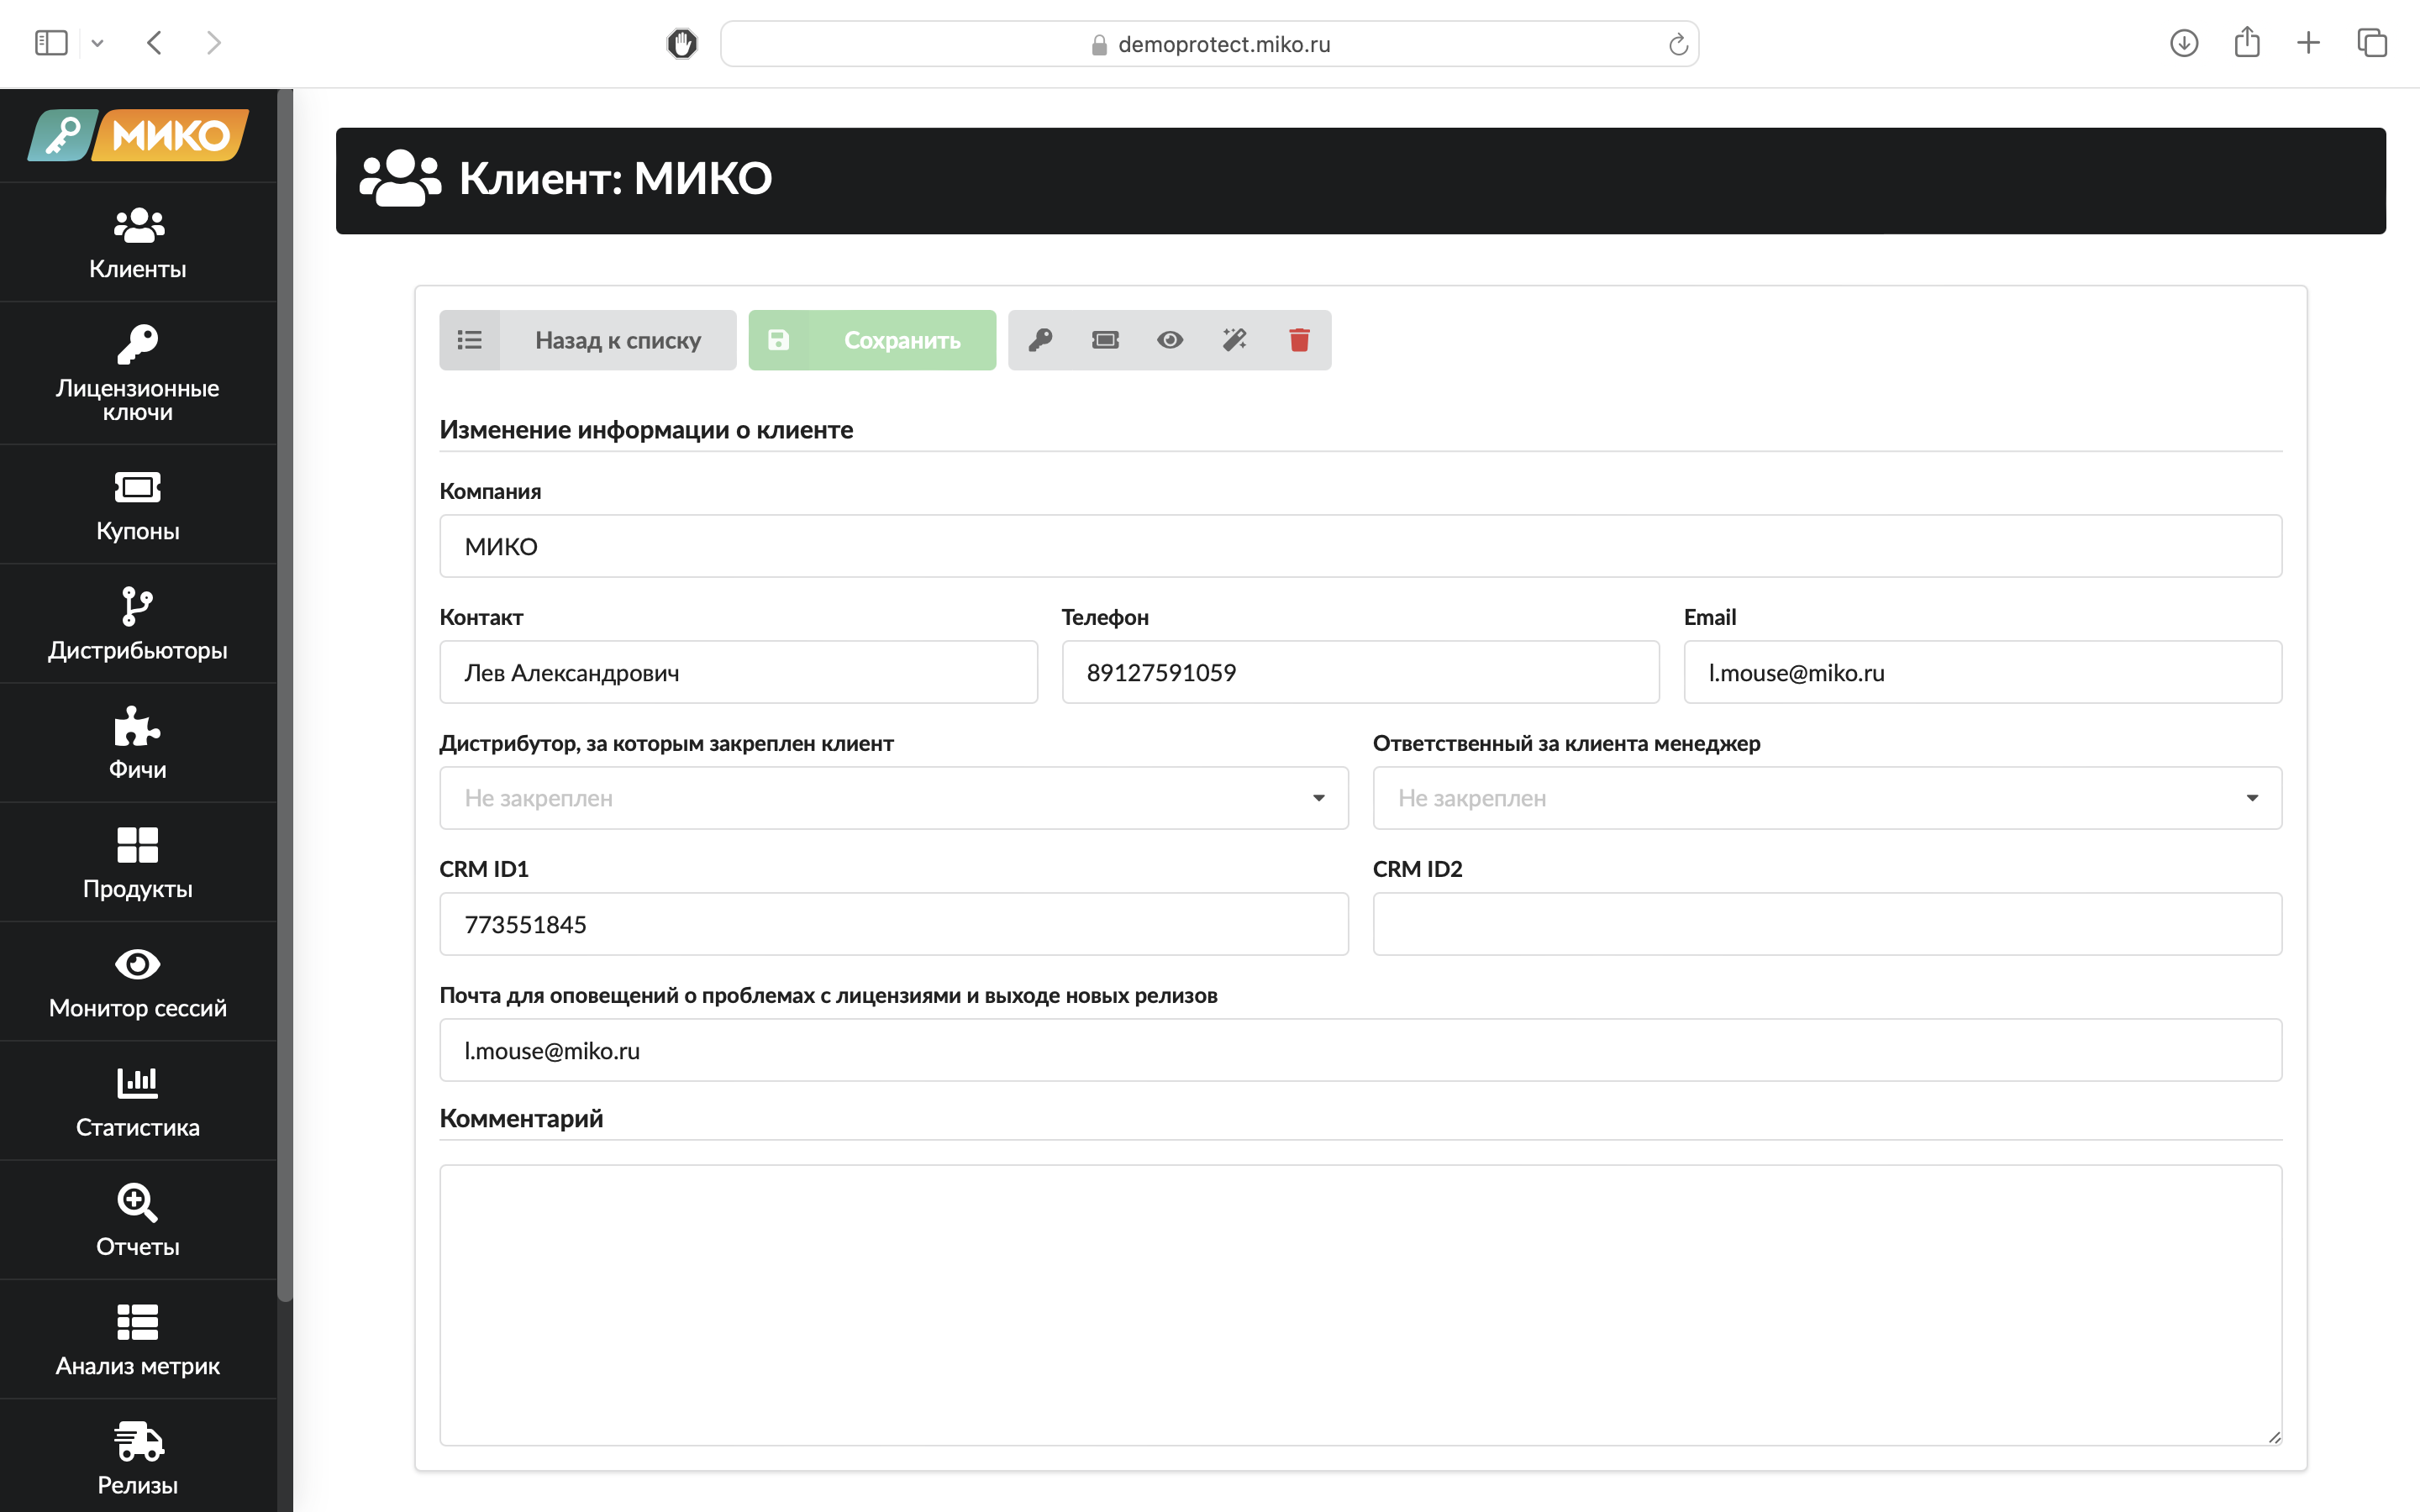 demoprotect.miko.ru
МИКО
Клиенты
Лицензионные
ключи
Купоны
Дистрибьюторы
Фичи
Продукты
Монитор сессий
Статистика
Отчеты
Анализ метрик
Релизы
Клиент: МИКО
Назад к списку
Сохранить
Изменение информации о клиенте
Компания
МИКО
Контакт
Телефон
Email
Лев Александрович
89127591059
l.mouse@miko.ru
Дистрибутор, за которым закреплен клиент
Ответственный за клиента менеджер
Не закреплен
Не закреплен
CRM ID1
CRM ID2
773551845
Почта для оповещений о проблемах с лицензиями и выходе новых релизов
l.mouse@miko.ru
Комментарий